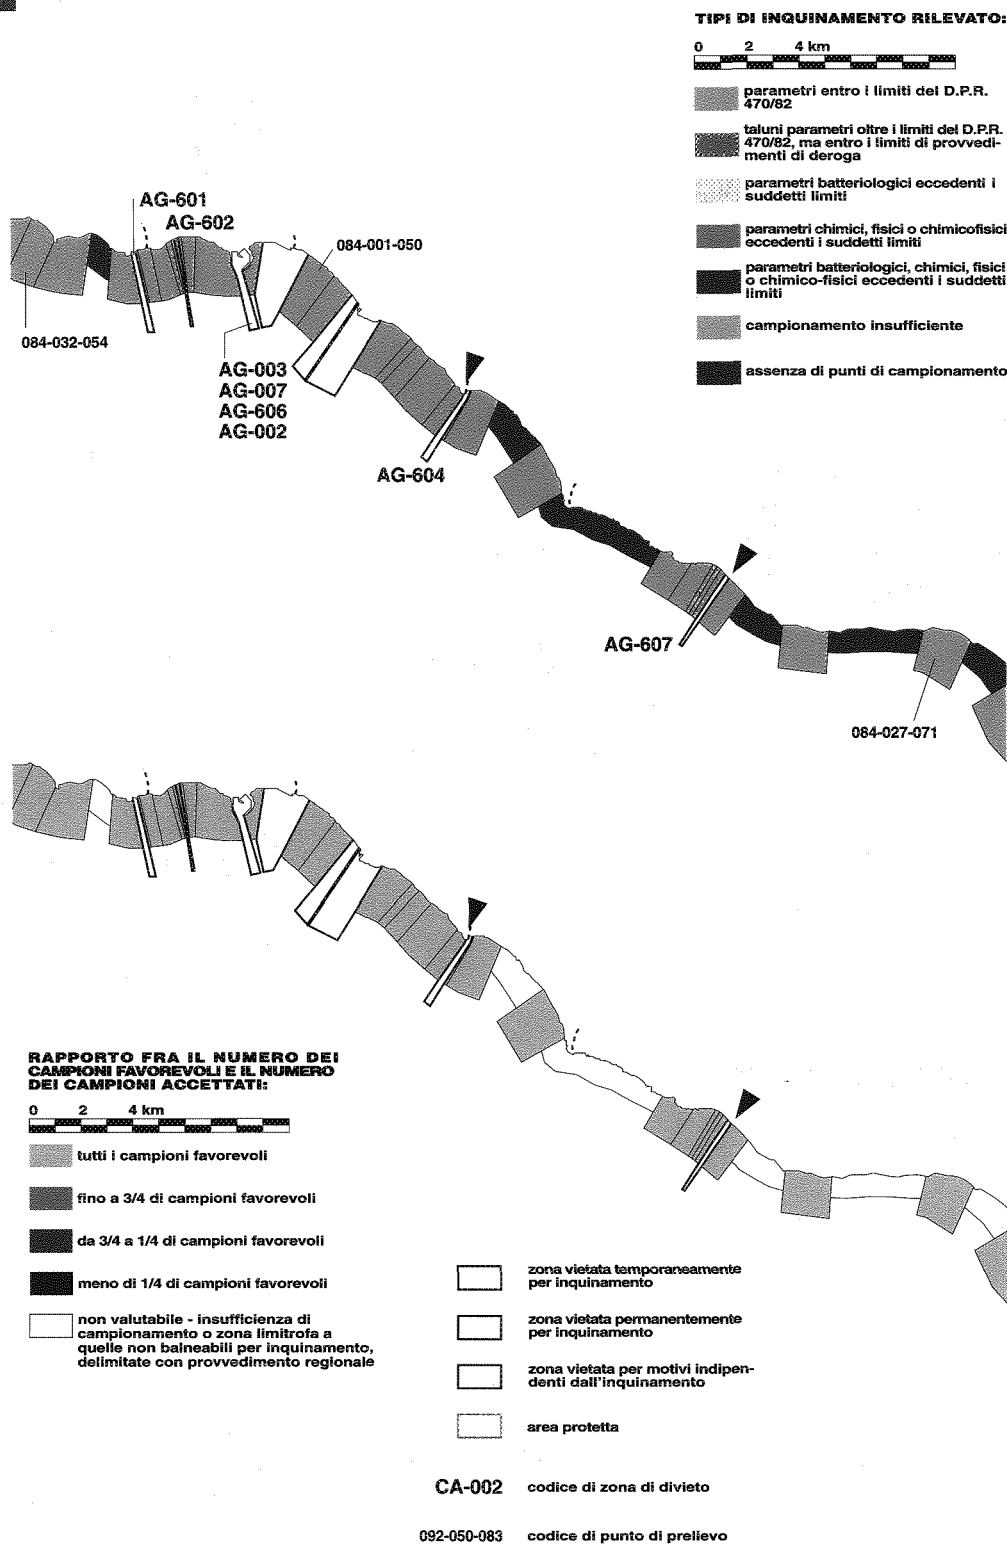 TIPI DI INQUINAMENTO RILEVATO:
0 2 4 km
parametri entro i limiti del D.P.R.
470/82
taluni parametri oltre i limiti del D.P.R.
470/82, ma entro i limiti di provvedi-
menti di deroga
parametri batteriologici eccedenti i
suddetti limiti
parametri chimici, fisici o chimicofisici
eccedenti i suddetti limiti
parametri batteriologici, chimici, fisici
o chimico-fisici eccedenti i suddetti
limiti
campionamento insufficiente
assenza di punti di campionamento
AG-601
AG-602
084-001-050
084-032-054
AG-003
AG-007
AG-606
AG-002
AG-604
AG-607
084-027-071
RAPPORTO FRA IL NUMERO DEI
CAMPIONI FAVOREVOLI E IL NUMERO
DEI CAMPIONI ACCETTATI:
0 2 4 km
tutti i campioni favorevoli
fino a 3/4 di campioni favorevoli
da 3/4 a 1/4 di campioni favorevoli
meno di 1/4 di campioni favorevoli
non valutabile - insufficienza di
campionamento o zona limitrofa a
quelle non balneabili per inquinamento,
delimitate con provvedimento regionale
zona vietata temporaneamente
per inquinamento
zona vietata permanentemente
per inquinamento
zona vietata per motivi indipen-
denti dall'inquinamento
area protetta
CA-002 codice di zona di divieto
092-050-083 codice di punto di prelievo